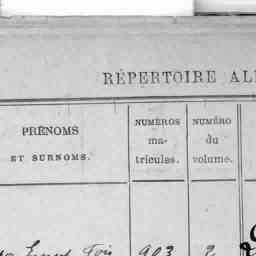 RÉPERTOIRE AL
PRÉNOMS
ET SURNOMS.
NUMÉROS
ma-
tricules.
NUMÉRO
du
volume.
903 2